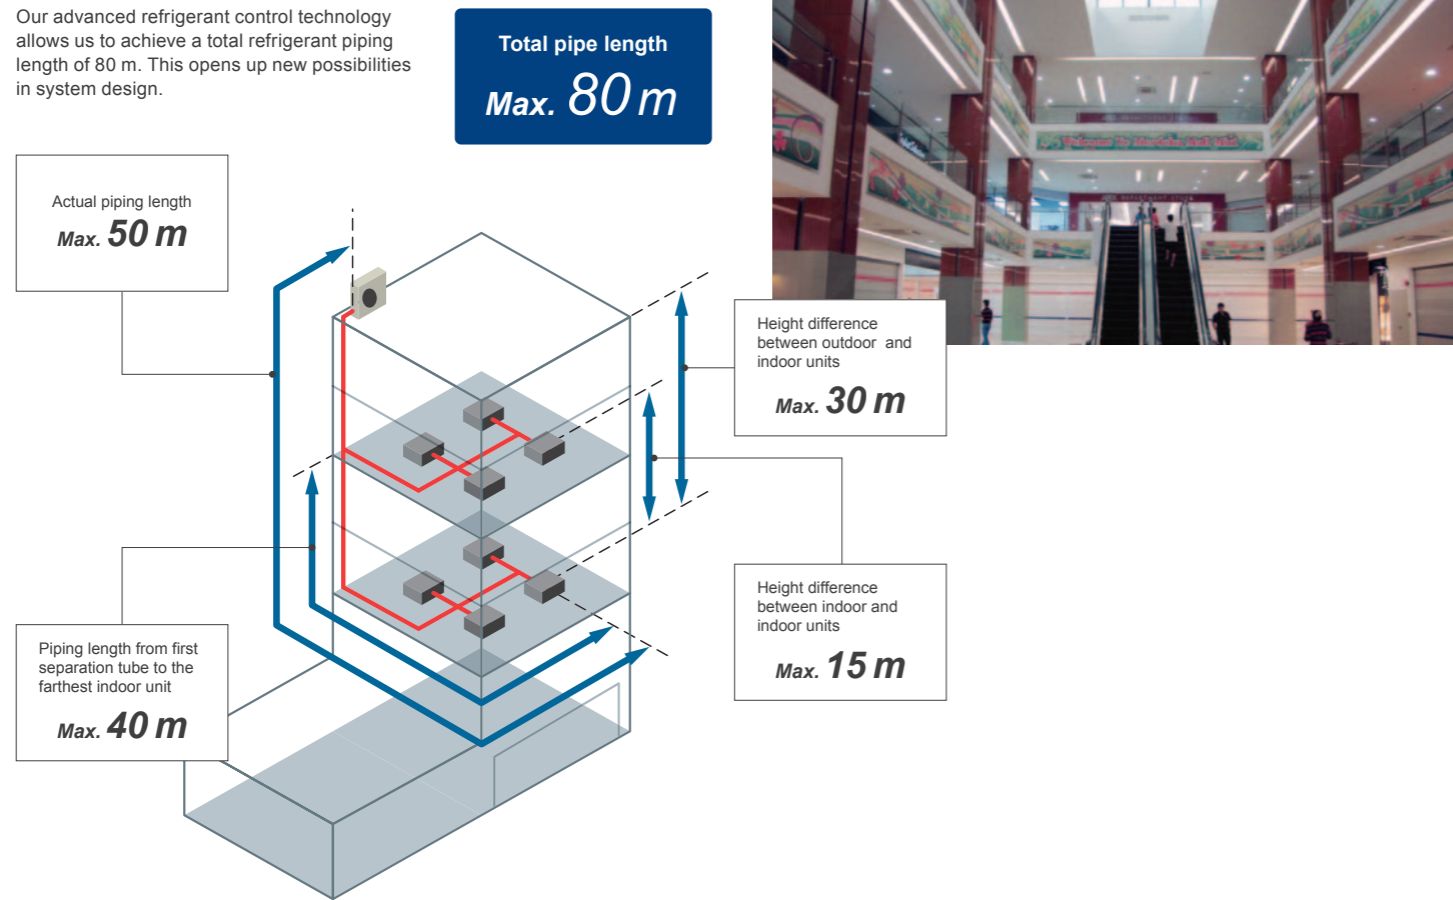 Our advanced refrigerant control technology
allows us to achieve a total refrigerant piping
length of 80 m. This opens up new possibilities
in system design.
Total pipe length
Max. 80 m
Actual piping length
Max. 50 m
Height difference
between outdoor and
indoor units
Max. 30 m
Height difference
between indoor and
indoor units
Max. 15 m
Piping length from first
separation tube to the
farthest indoor unit
Max. 40 m